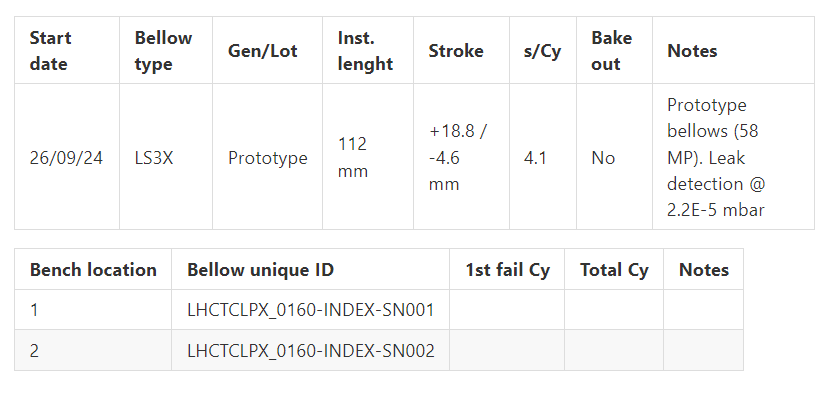 Start date
Bellow type
Gen/Lot
Inst. lenght
Stroke
s/Cy
Bake out
Notes
26/09/24
LS3X
Prototype
112 mm
+18.8 / -4.6 mm
4.1
No
Prototype bellows (58 MP). Leak detection @ 2.2E-5 mbar
Bench location
Bellow unique ID
1st fail Cy
Total Cy
Notes
1
LHCTCLPX_0160-INDEX-SN001
2
LHCTCLPX_0160-INDEX-SN002